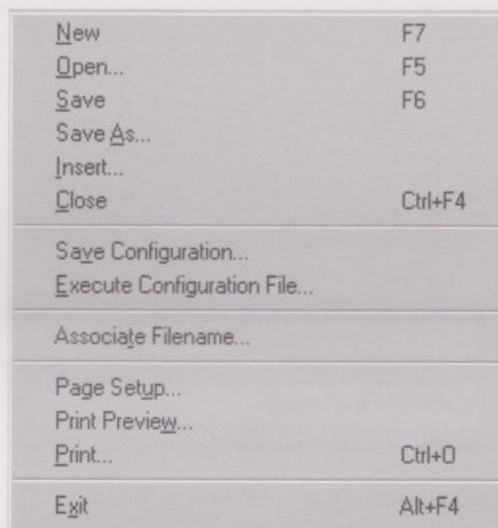 New F7
Open... F5
Save F6
Save As...
Insert...
Close Ctrl+F4
Save Configuration...
Execute Configuration File...
Associate Filename...
Page Setup...
Print Preview...
Print... Ctrl+O
Exit Alt+F4